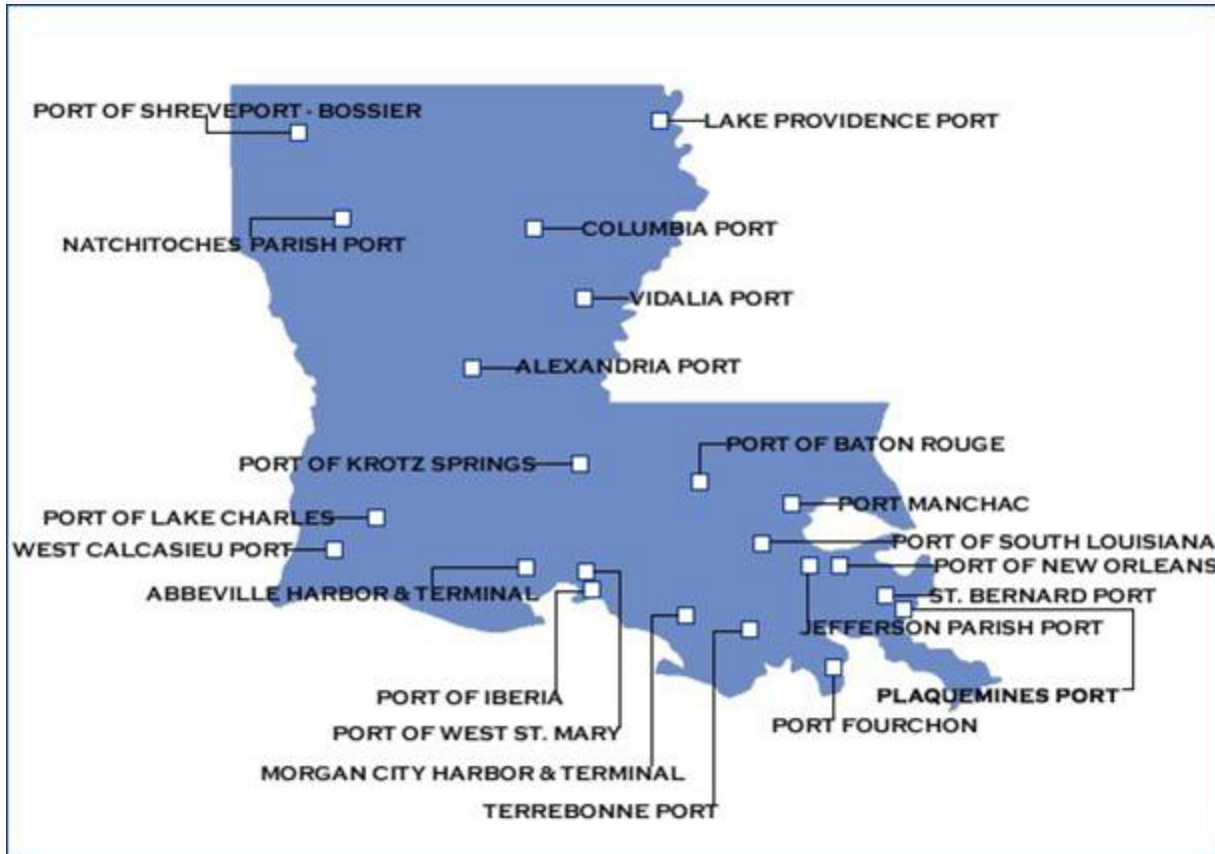 PORT OF SHREVEPORT - BOSSIER
LAKE PROVIDENCE PORT
NATCHITOCHES PARISH PORT
COLUMBIA PORT
VIDALIA PORT
ALEXANDRIA PORT
PORT OF BATON ROUGE
PORT OF KROTZ SPRINGS
PORT MANCHAC
PORT OF LAKE CHARLES
PORT OF SOUTH LOUISIANA
WEST CALCASIEU PORT
PORT OF NEW ORLEANS
ABBEVILLE HARBOR & TERMINAL
ST. BERNARD PORT
JEFFERSON PARISH PORT
PORT OF IBERIA
PLAQUEMINES PORT
PORT FOURCHON
PORT OF WEST ST. MARY
MORGAN CITY HARBOR & TERMINAL
TERREBONNE PORT